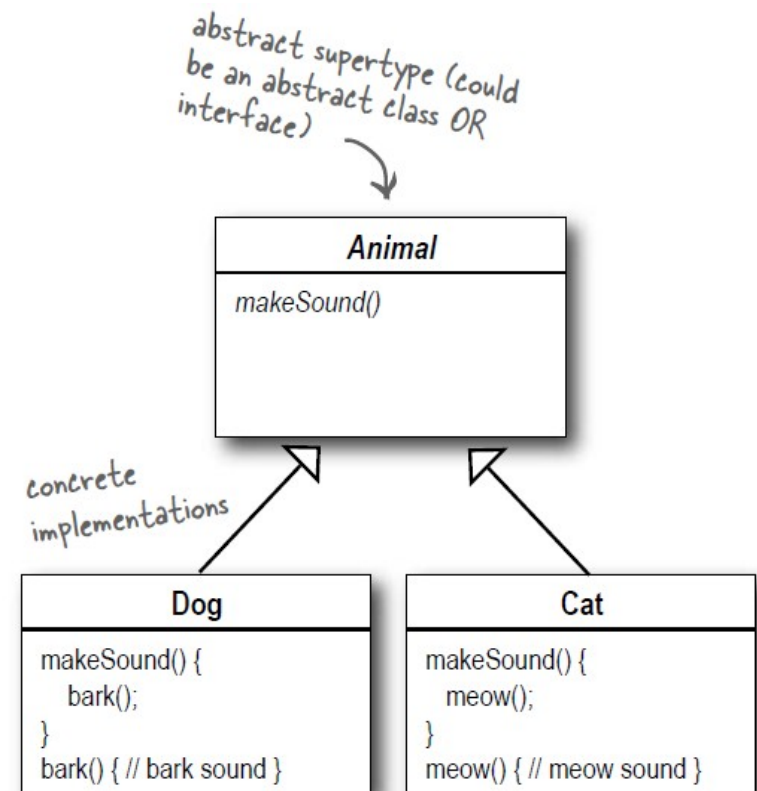 abstract supertype (could
be an abstract class OR
interface)
Animal
makeSound()
concrete
implementations
Dog
makeSound() {
bark();
}
bark() { // bark sound }
Cat
makeSound() {
meow();
}
meow() { // meow sound }